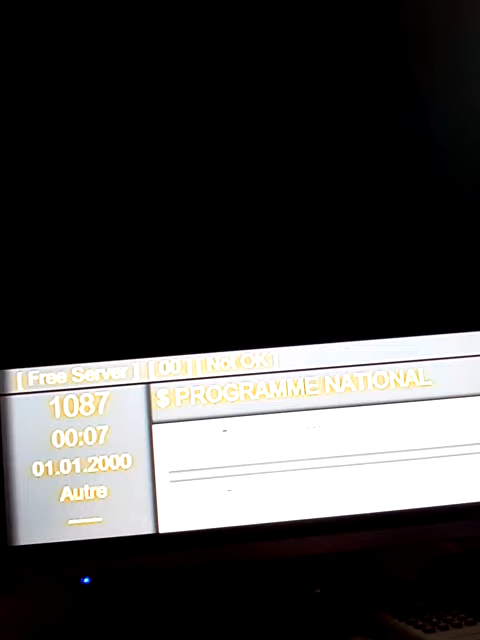 [ Free Server ] [ 00 ] [ Not OK ]
1087
$ PROGRAMME NATIONAL
00:07
01.01.2000
Autre